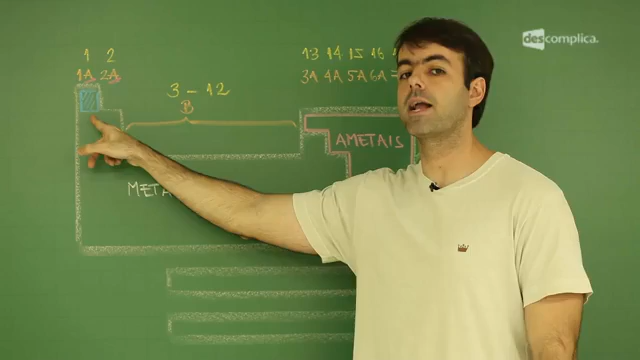 descomplica.
1 2 13 14 15 16
1A 2A 3A 4A 5A 6A
3 - 12
B
AMETAIS